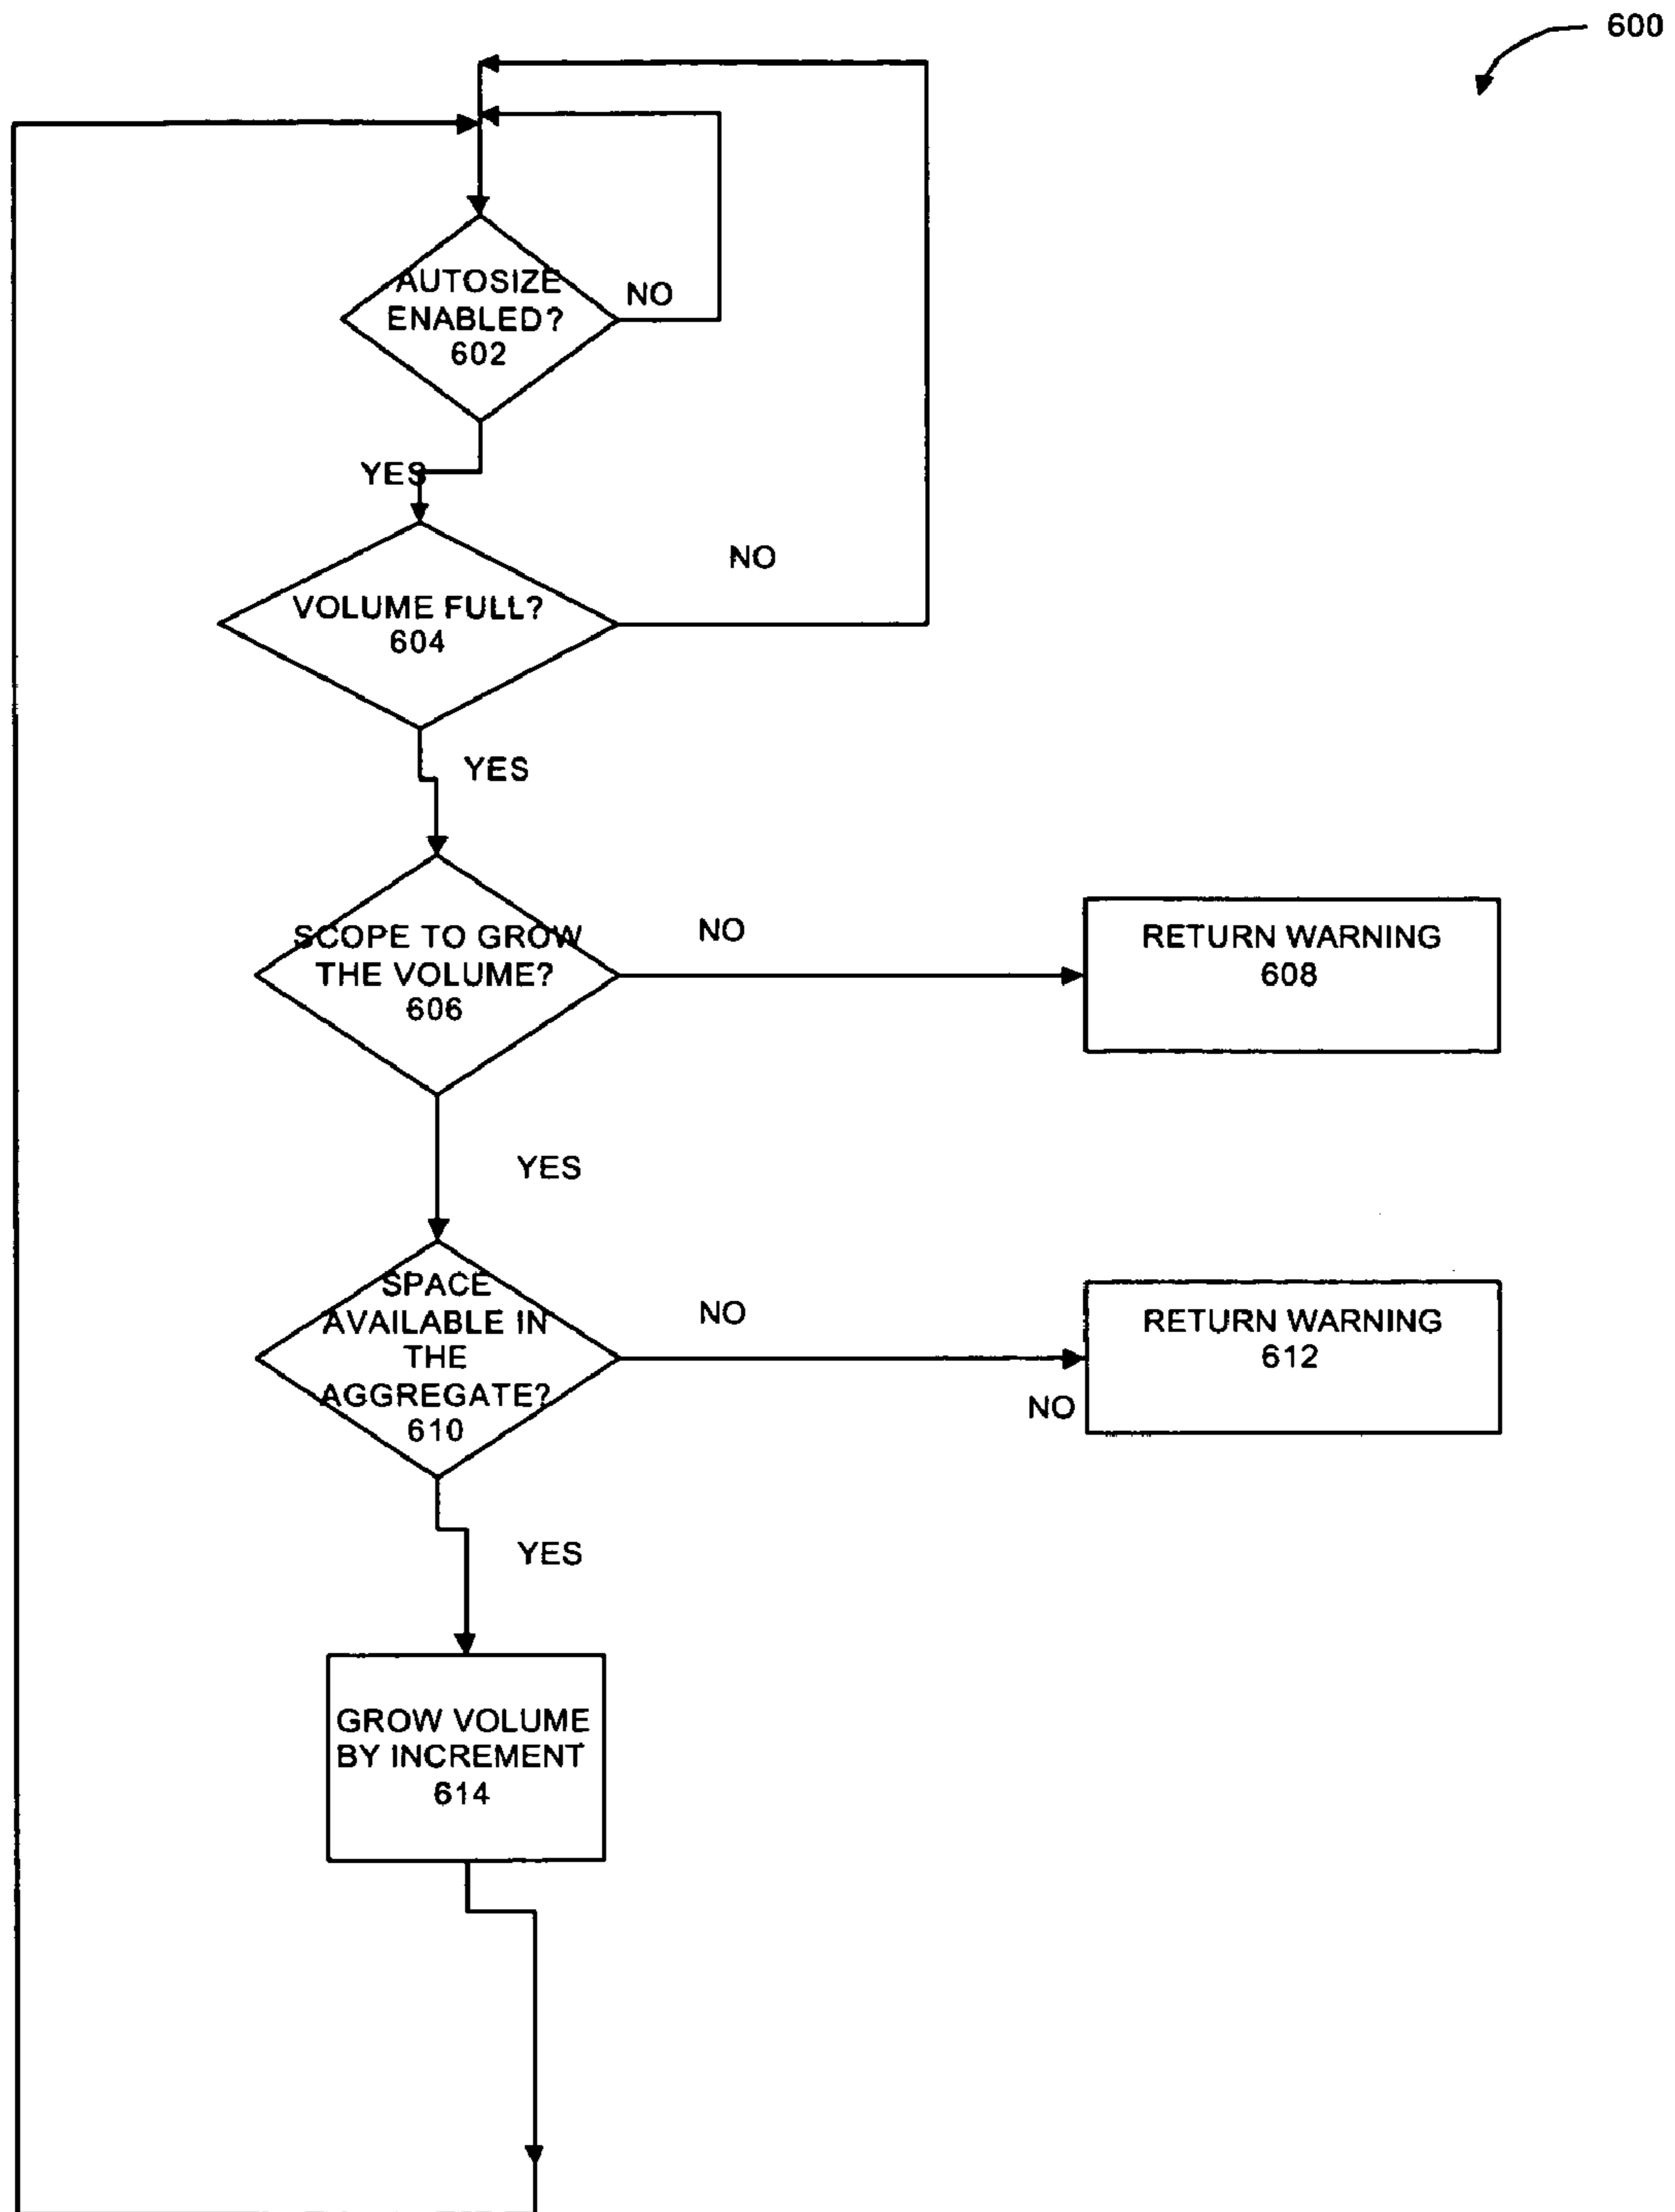 600
AUTOSIZE
ENABLED?
602
NO
YES
NO
VOLUME FULL?
604
YES
SCOPE TO GROW
THE VOLUME?
606
NO
RETURN WARNING
608
YES
SPACE
AVAILABLE IN
THE
AGGREGATE?
610
NO
RETURN WARNING
612
NO
YES
GROW VOLUME
BY INCREMENT
614